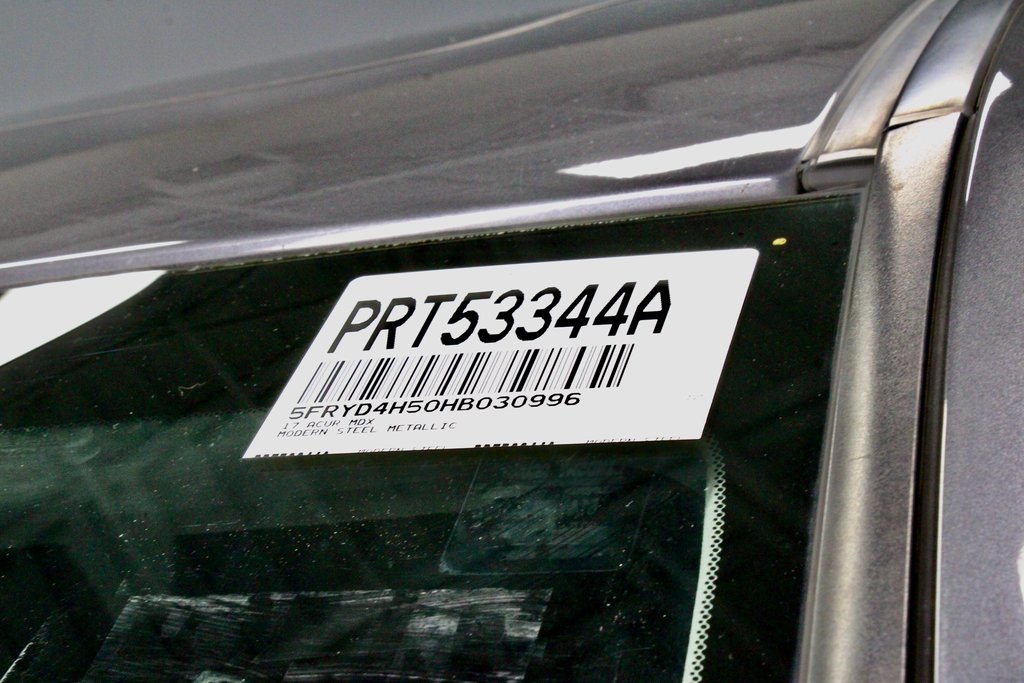 PRT53344A
5FRYD4H50HB030996
17 ACUR MDX
MODERN STEEL METALLIC